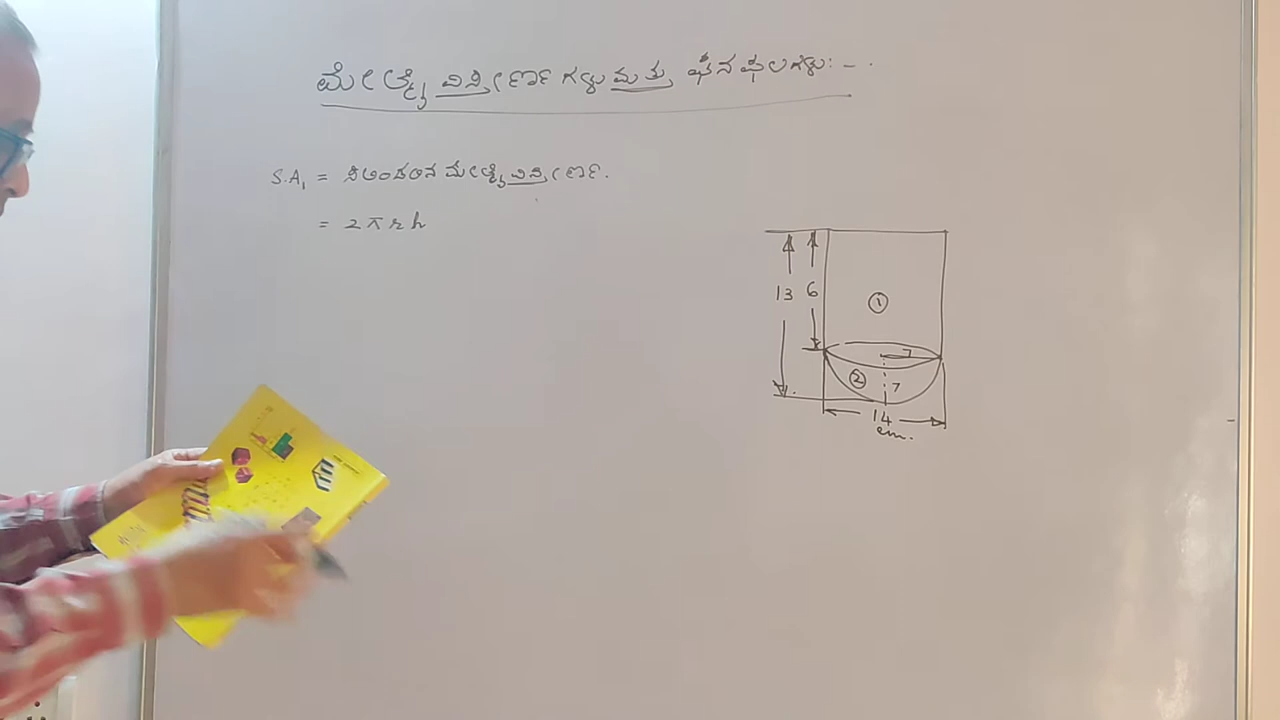 ಮೇಲ್ಮೈ ವಿಸ್ತೀರ್ಣಗಳು ಮತ್ತು ಘನಫಲಗಳು:-.
S.A₁ = ಸಿಲಿಂಡರಿನ ಮೇಲ್ಮೈ ವಿಸ್ತೀರ್ಣ.
= 2πrh
13 6 ①
7
② 7
14
cm.